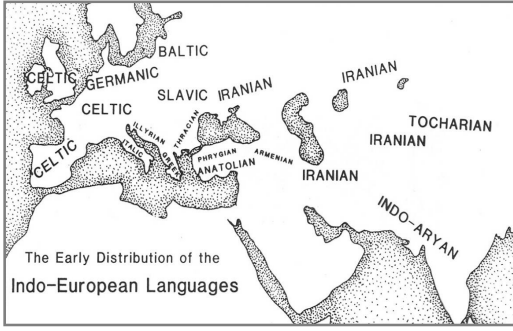 BALTIC
CELTIC
GERMANIC
CELTIC
SLAVIC
IRANIAN
IRANIAN
TOCHARIAN
IRANIAN
ILLYRIAN
ITALIC
GREEK
THRACIAN
PHRYGIAN
ARMENIAN
ANATOLIAN
IRANIAN
CELTIC
INDO-ARYAN
The Early Distribution of the
Indo-European Languages